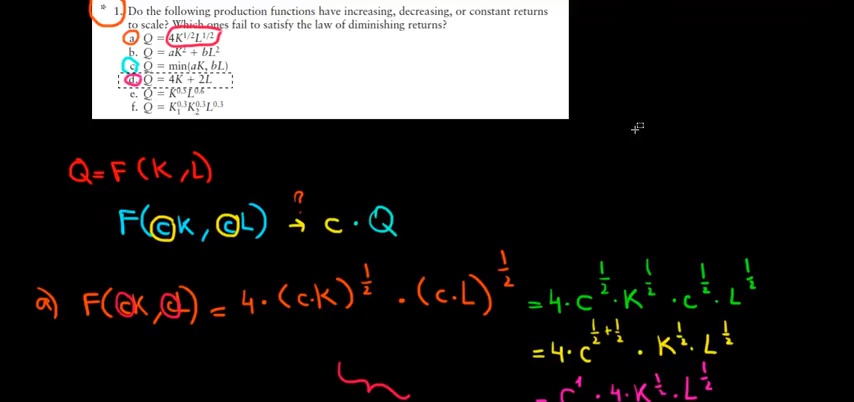 * 1. Do the following production functions have increasing, decreasing, or constant returns
to scale? Which ones fail to satisfy the law of diminishing returns?
a. Q = 4K^1/2L^1/2
b. Q = aK² + bL²
c. Q = min(aK, bL)
d. Q = 4K + 2L
e. Q = K^0.5L^0.6
f. Q = K₁^0.3K₂^0.3L^0.3
Q=F(K,L)
F(cK, cL) →? c · Q
a) F(cK, cL) = 4·(c·K)^1/2 · (c·L)^1/2 = 4·c^1/2·K^1/2·c^1/2·L^1/2
= 4·c^1/2+1/2 · K^1/2·L^1/2
= c^1 · 4·K^1/2·L^1/2